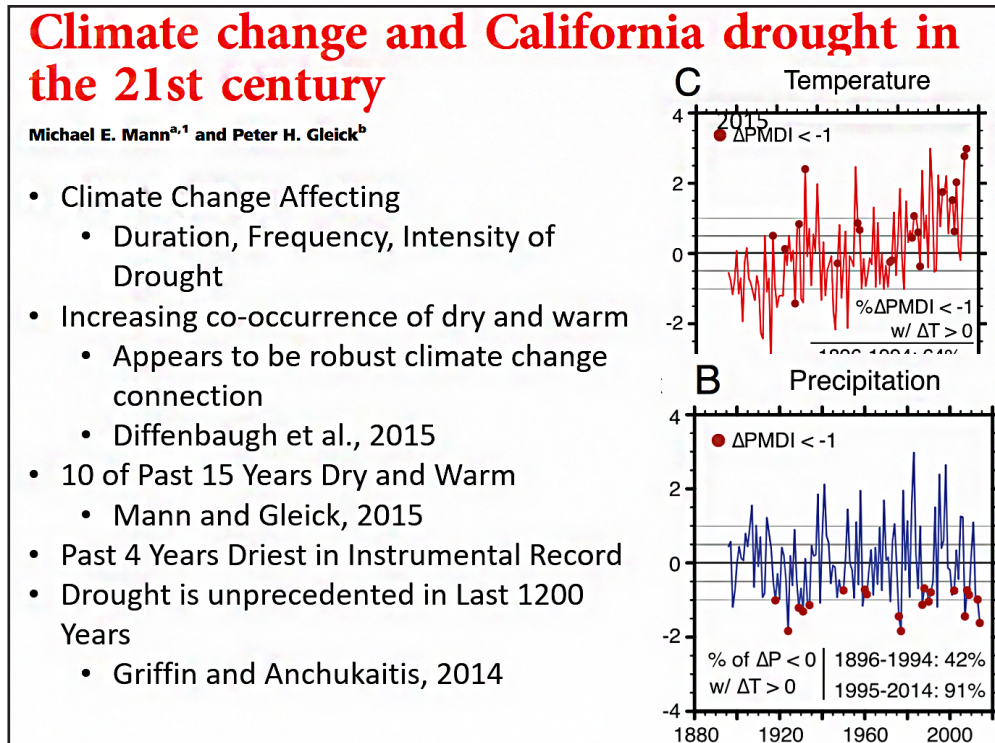 Climate change and California drought in
the 21st century
Michael E. Mannᵃ,¹ and Peter H. Gleickᵇ
• Climate Change Affecting
• Duration, Frequency, Intensity of
Drought
• Increasing co-occurrence of dry and warm
• Appears to be robust climate change
connection
• Diffenbaugh et al., 2015
• 10 of Past 15 Years Dry and Warm
• Mann and Gleick, 2015
• Past 4 Years Driest in Instrumental Record
• Drought is unprecedented in Last 1200
Years
• Griffin and Anchukaitis, 2014
C Temperature
4
2015
ΔPMDI < -1
2
0
-2
%ΔPMDI < -1
w/ ΔT > 0
1896-1994: 64%
B Precipitation
4
ΔPMDI < -1
2
0
-2
% of ΔP < 0 | 1896-1994: 42%
w/ ΔT > 0 | 1995-2014: 91%
-4
1880 1920 1960 2000